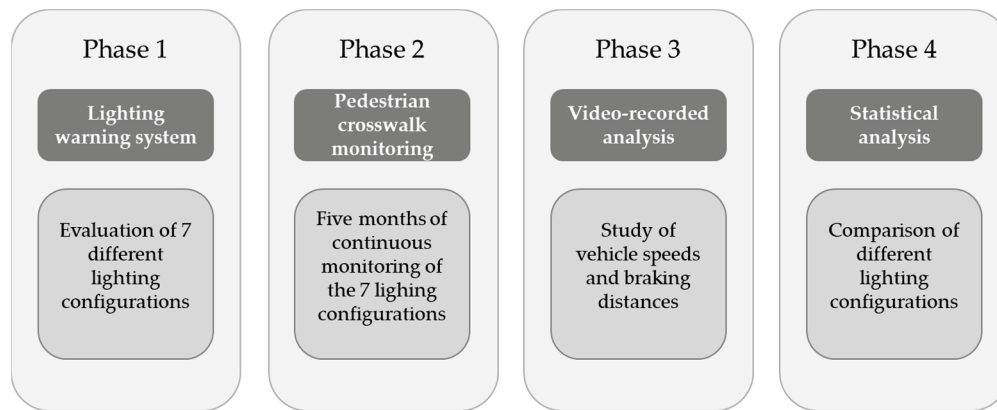 Phase 1
Lighting
warning system
Evaluation of 7
different
lighting
configurations
Phase 2
Pedestrian
crosswalk
monitoring
Five months of
continuous
monitoring of
the 7 lighing
configurations
Phase 3
Video-recorded
analysis
Study of
vehicle speeds
and braking
distances
Phase 4
Statistical
analysis
Comparison of
different
lighting
configurations